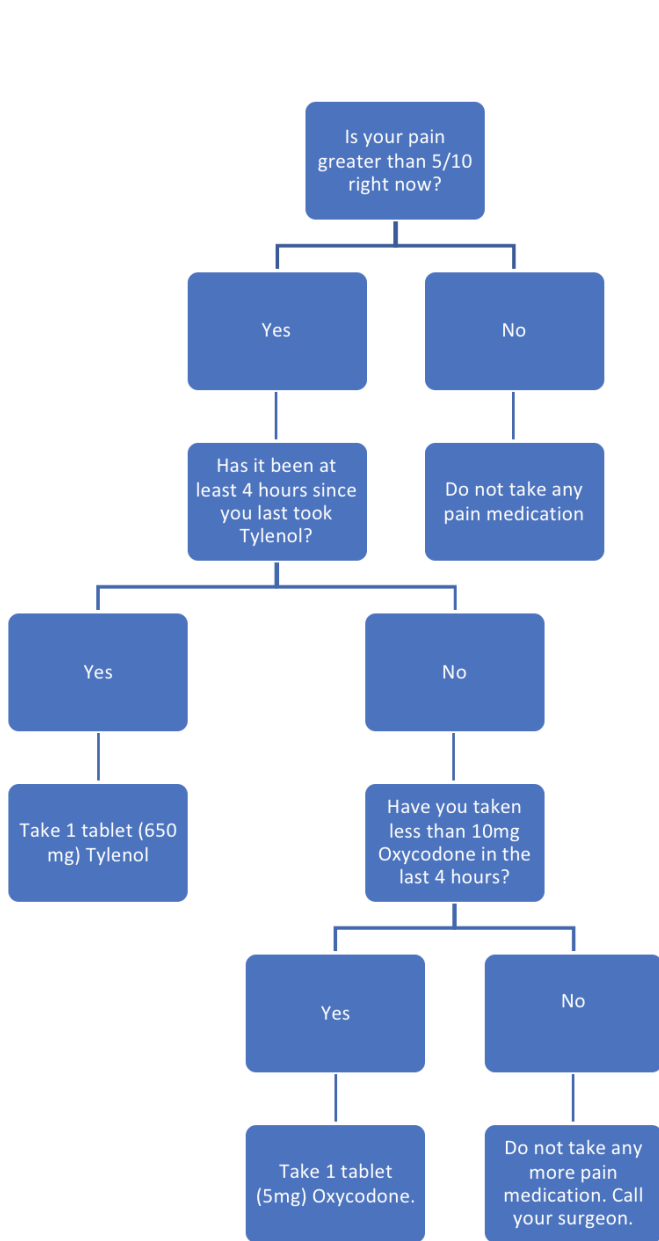 Is your pain
greater than 5/10
right now?
Yes
No
Has it been at
least 4 hours since
you last took
Tylenol?
Do not take any
pain medication
Yes
No
Take 1 tablet (650
mg) Tylenol
Have you taken
less than 10mg
Oxycodone in the
last 4 hours?
Yes
No
Take 1 tablet
(5mg) Oxycodone.
Do not take any
more pain
medication. Call
your surgeon.